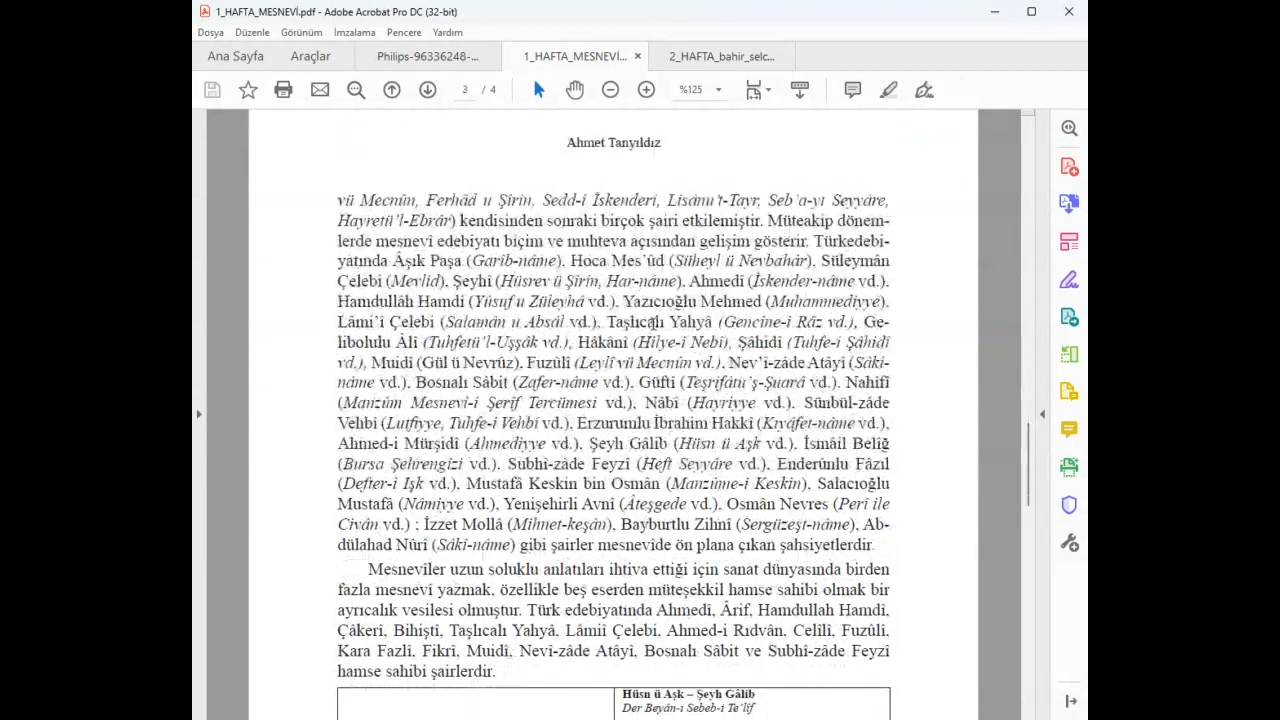 1_HAFTA_MESNEVİ.pdf - Adobe Acrobat Pro DC (32-bit)
Dosya Düzenle Görünüm İmzalama Pencere Yardım
Ana Sayfa Araçlar Philips-96336248-... 1_HAFTA_MESNEVİ... × 2_HAFTA_bahir_selc...
3 / 4 %125
Ahmet Tanyıldız
vü Mecnûn, Ferhâd u Şîrîn, Sedd-i İskenderî, Lisânu't-Tayr, Seb'a-yı Seyyâre,
Hayretü'l-Ebrâr) kendisinden sonraki birçok şairi etkilemiştir. Müteakip dönem-
lerde mesnevî edebiyatı biçim ve muhteva açısından gelişim gösterir. Türkedebi-
yatında Âşık Paşa (Garib-nâme), Hoca Mes'ûd (Süheyl ü Nevbahâr), Süleymân
Çelebi (Mevlid), Şeyhî (Hüsrev ü Şîrîn, Har-nâme), Ahmedî (İskender-nâme vd.),
Hamdullâh Hamdî (Yûsuf u Züleyhâ vd.), Yazıcıoğlu Mehmed (Muhammediyye),
Lâmi'î Çelebi (Salamân u Absâl vd.), Taşlıcalı Yahyâ (Gencîne-i Râz vd.), Ge-
libolulu Âlî (Tuhfetü'l-Uşşâk vd.), Hâkânî (Hilye-i Nebî), Şâhidî (Tuhfe-i Şâhidî
vd.), Muidî (Gül ü Nevrûz), Fuzûlî (Leylî vü Mecnûn vd.), Nev'î-zâde Atâyî (Sâkî-
nâme vd.), Bosnalı Sâbit (Zafer-nâme vd.), Güftî (Teşrîfâtu'ş-Şuarâ vd.), Nahîfî
(Manzûm Mesnevî-i Şerîf Tercümesi vd.), Nâbî (Hayriyye vd.), Sünbül-zâde
Vehbî (Lutfiyye, Tuhfe-i Vehbî vd.), Erzurumlu İbrahim Hakkî (Kıyâfet-nâme vd.),
Ahmed-i Mürşidî (Ahmediyye vd.), Şeyh Gâlib (Hüsn ü Aşk vd.), İsmâil Belîğ
(Bursa Şehrengîzi vd.), Subhî-zâde Feyzî (Heft Seyyâre vd.), Enderûnlu Fâzıl
(Defter-i Işk vd.), Mustafâ Keskin bin Osmân (Manzûme-i Keskin), Salacıoğlu
Mustafâ (Nâmiyye vd.), Yenişehirli Avnî (Âteşgede vd.), Osmân Nevres (Perî ile
Civân vd.) ; İzzet Mollâ (Mihnet-keşân), Bayburtlu Zihnî (Sergüzeşt-nâme), Ab-
dülahad Nûrî (Sâkî-nâme) gibi şairler mesnevîde ön plana çıkan şahsiyetlerdir.
Mesneviler uzun soluklu anlatıları ihtiva ettiği için sanat dünyasında birden
fazla mesnevî yazmak, özellikle beş eserden müteşekkil hamse sahibi olmak bir
ayrıcalık vesilesi olmuştur. Türk edebiyatında Ahmedî, Ârif, Hamdullah Hamdî,
Çâkerî, Bihiştî, Taşlıcalı Yahyâ, Lâmiî Çelebi, Ahmed-i Rıdvân, Celîlî, Fuzûlî,
Kara Fazlî, Fikrî, Muidî, Nevî-zâde Atâyî, Bosnalı Sâbit ve Subhî-zâde Feyzî
hamse sahibi şairlerdir.
Hüsn ü Aşk – Şeyh Gâlib
Der Beyân-ı Sebeb-i Te'lîf